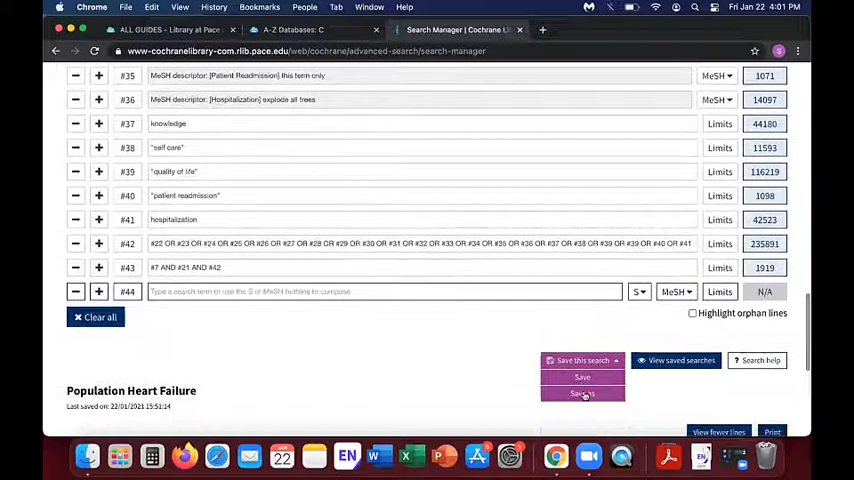 Chrome File Edit View History Bookmarks People Tab Window Help Fri Jan 22 4:01 PM
ALL GUIDES - Library at Pace × A-Z Databases: C × Search Manager | Cochrane Lib ×
www-cochranelibrary-com.rlib.pace.edu/web/cochrane/advanced-search/search-manager S
#35 MeSH descriptor: [Patient Readmission] this term only MeSH 1071
#36 MeSH descriptor: [Hospitalization] explode all trees MeSH 14097
#37 knowledge Limits 44180
#38 "self care" Limits 11593
#39 "quality of life" Limits 116219
#40 "patient readmission" Limits 1098
#41 hospitalization Limits 42523
#42 #22 OR #23 OR #24 OR #25 OR #26 OR #27 OR #28 OR #29 OR #30 OR #31 OR #32 OR #33 OR #34 OR #35 OR #36 OR #37 OR #38 OR #39 OR #39 OR #40 OR #41 Limits 235891
#43 #7 AND #21 AND #42 Limits 1919
#44 Type a search term or use the S or MeSH buttons to compose S MeSH Limits N/A
Clear all
Highlight orphan lines
Save this search View saved searches ? Search help
Save
Save as
Population Heart Failure
Last saved on: 22/01/2021 15:51:14
View fewer lines Print